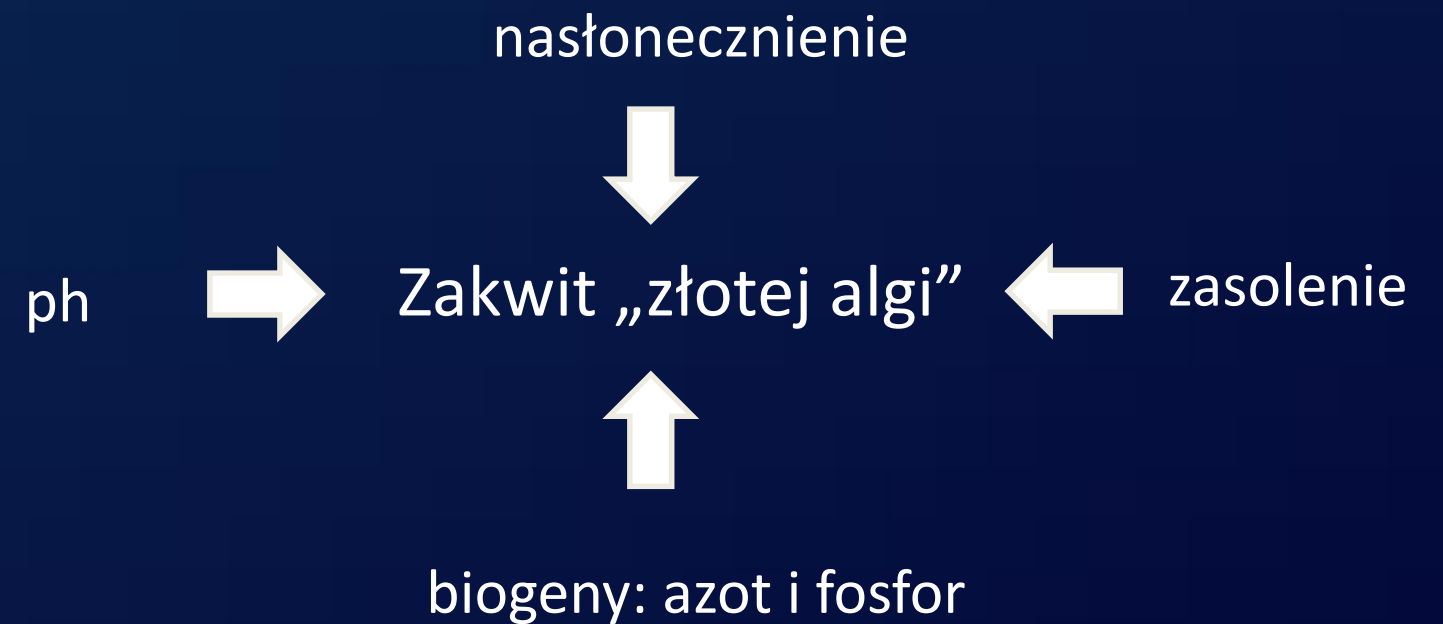 nasłonecznienie
ph
Zakwit „złotej algi”
zasolenie
biogeny: azot i fosfor